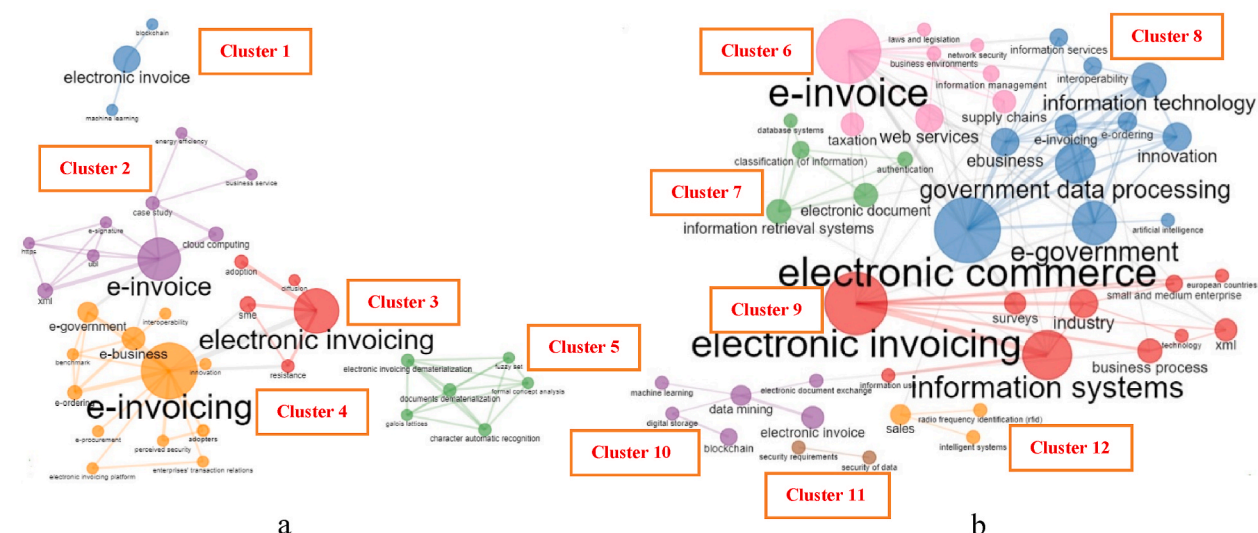 blockchain
Cluster 1
electronic invoice
machine learning
energy efficiency
Cluster 2
business service
case study
e-signature
cloud computing
ubl
xml
e-invoice
adoption
diffusion
Cluster 3
sme
e-government
interoperability
electronic invoicing
e-business
benchmark
innovation
resistance
e-ordering
e-invoicing
Cluster 4
e-procurement
perceived security
adopters
enterprises' transaction relations
electronic invoicing platform
Cluster 5
electronic invoicing dematerialization
fuzzy set
formal concept analysis
documents dematerialization
galois lattices
character automatic recognition
a
Cluster 6
laws and legislation
network security
business environments
information management
e-invoice
supply chains
taxation
web services
Cluster 8
information services
interoperability
information technology
e-invoicing
e-ordering
ebusiness
innovation
government data processing
artificial intelligence
e-government
electronic commerce
database systems
classification (of information)
authentication
Cluster 7
electronic document
information retrieval systems
Cluster 9
european countries
small and medium enterprise
surveys
industry
electronic invoicing
technology
xml
business process
information use
information systems
machine learning
electronic document exchange
data mining
digital storage
electronic invoice
blockchain
Cluster 10
security requirements
security of data
Cluster 11
sales
radio frequency identification (rfid)
intelligent systems
Cluster 12
b